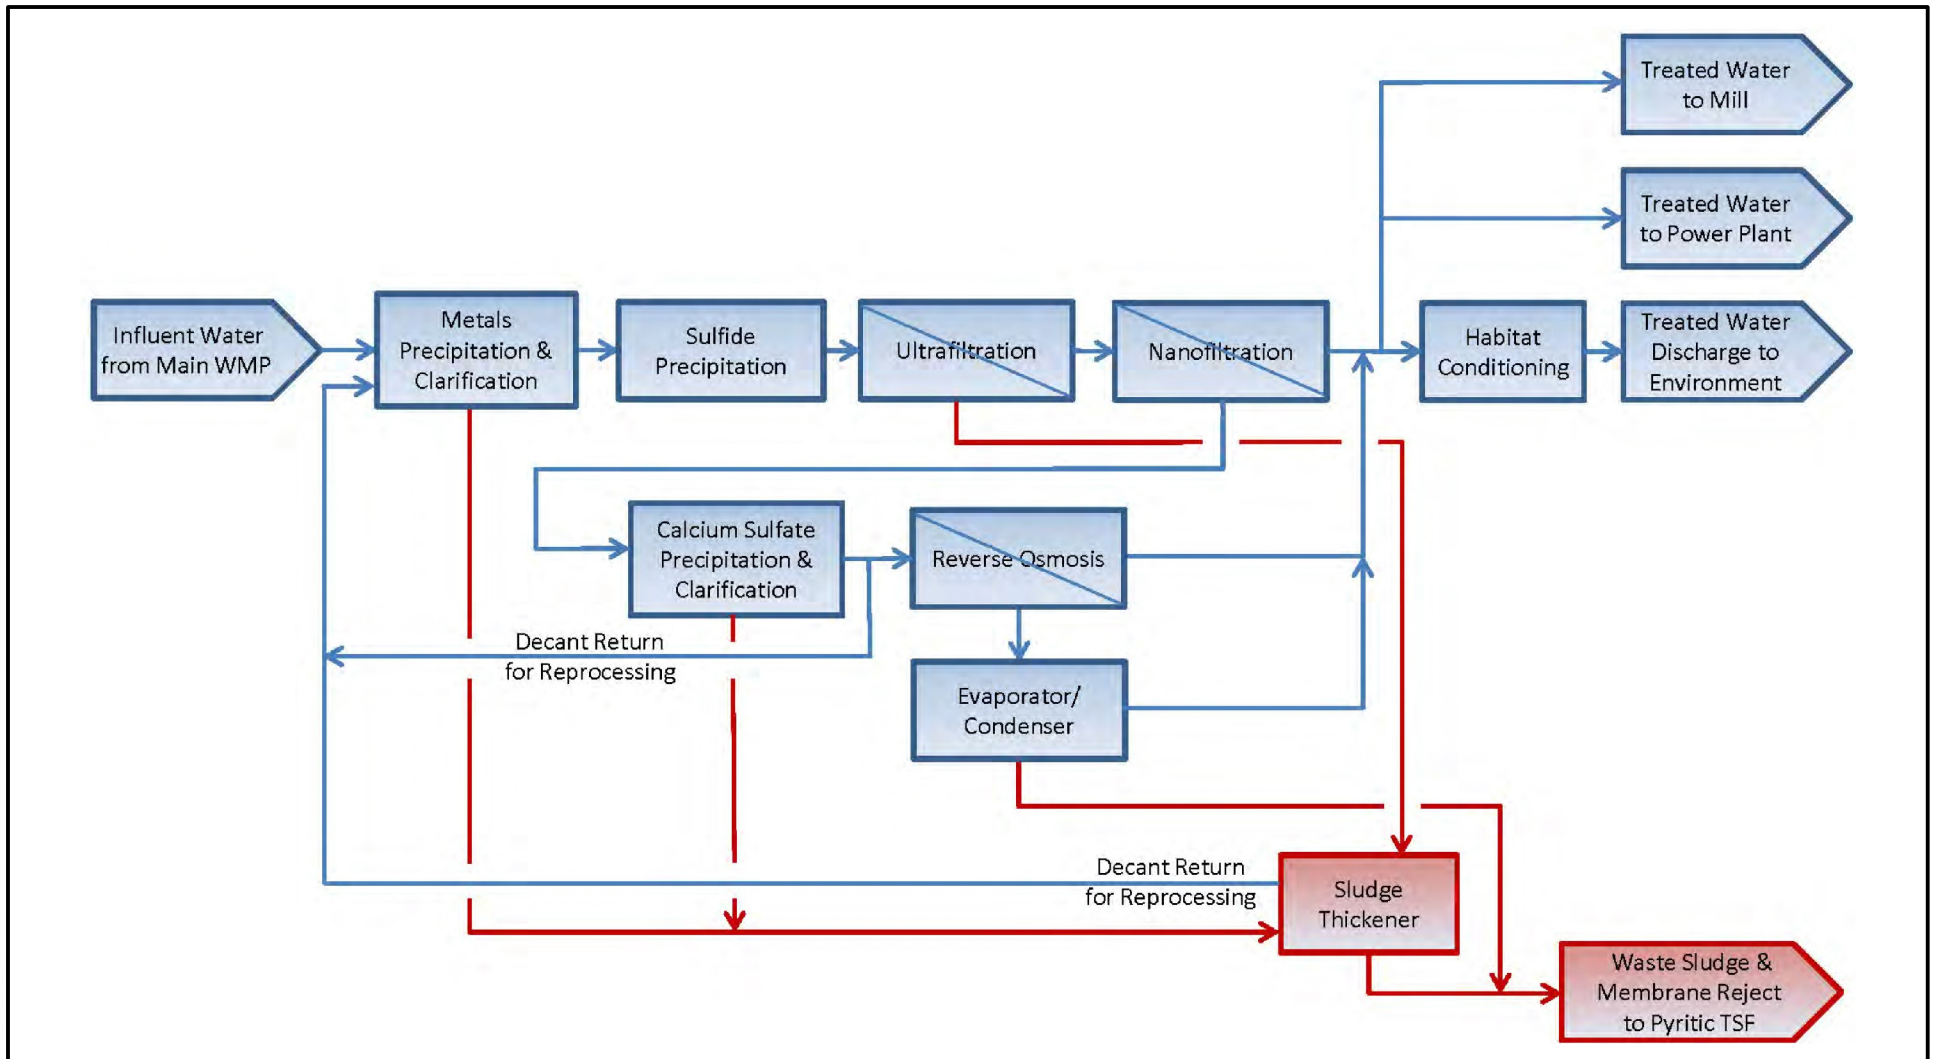 Treated Water
to Mill
Treated Water
to Power Plant
Influent Water
from Main WMP
Metals
Precipitation &
Clarification
Sulfide
Precipitation
Ultrafiltration
Nanofiltration
Habitat
Conditioning
Treated Water
Discharge to
Environment
Calcium Sulfate
Precipitation &
Clarification
Reverse Osmosis
Decant Return
for Reprocessing
Evaporator/
Condenser
Decant Return
for Reprocessing
Sludge
Thickener
Waste Sludge &
Membrane Reject
to Pyritic TSF